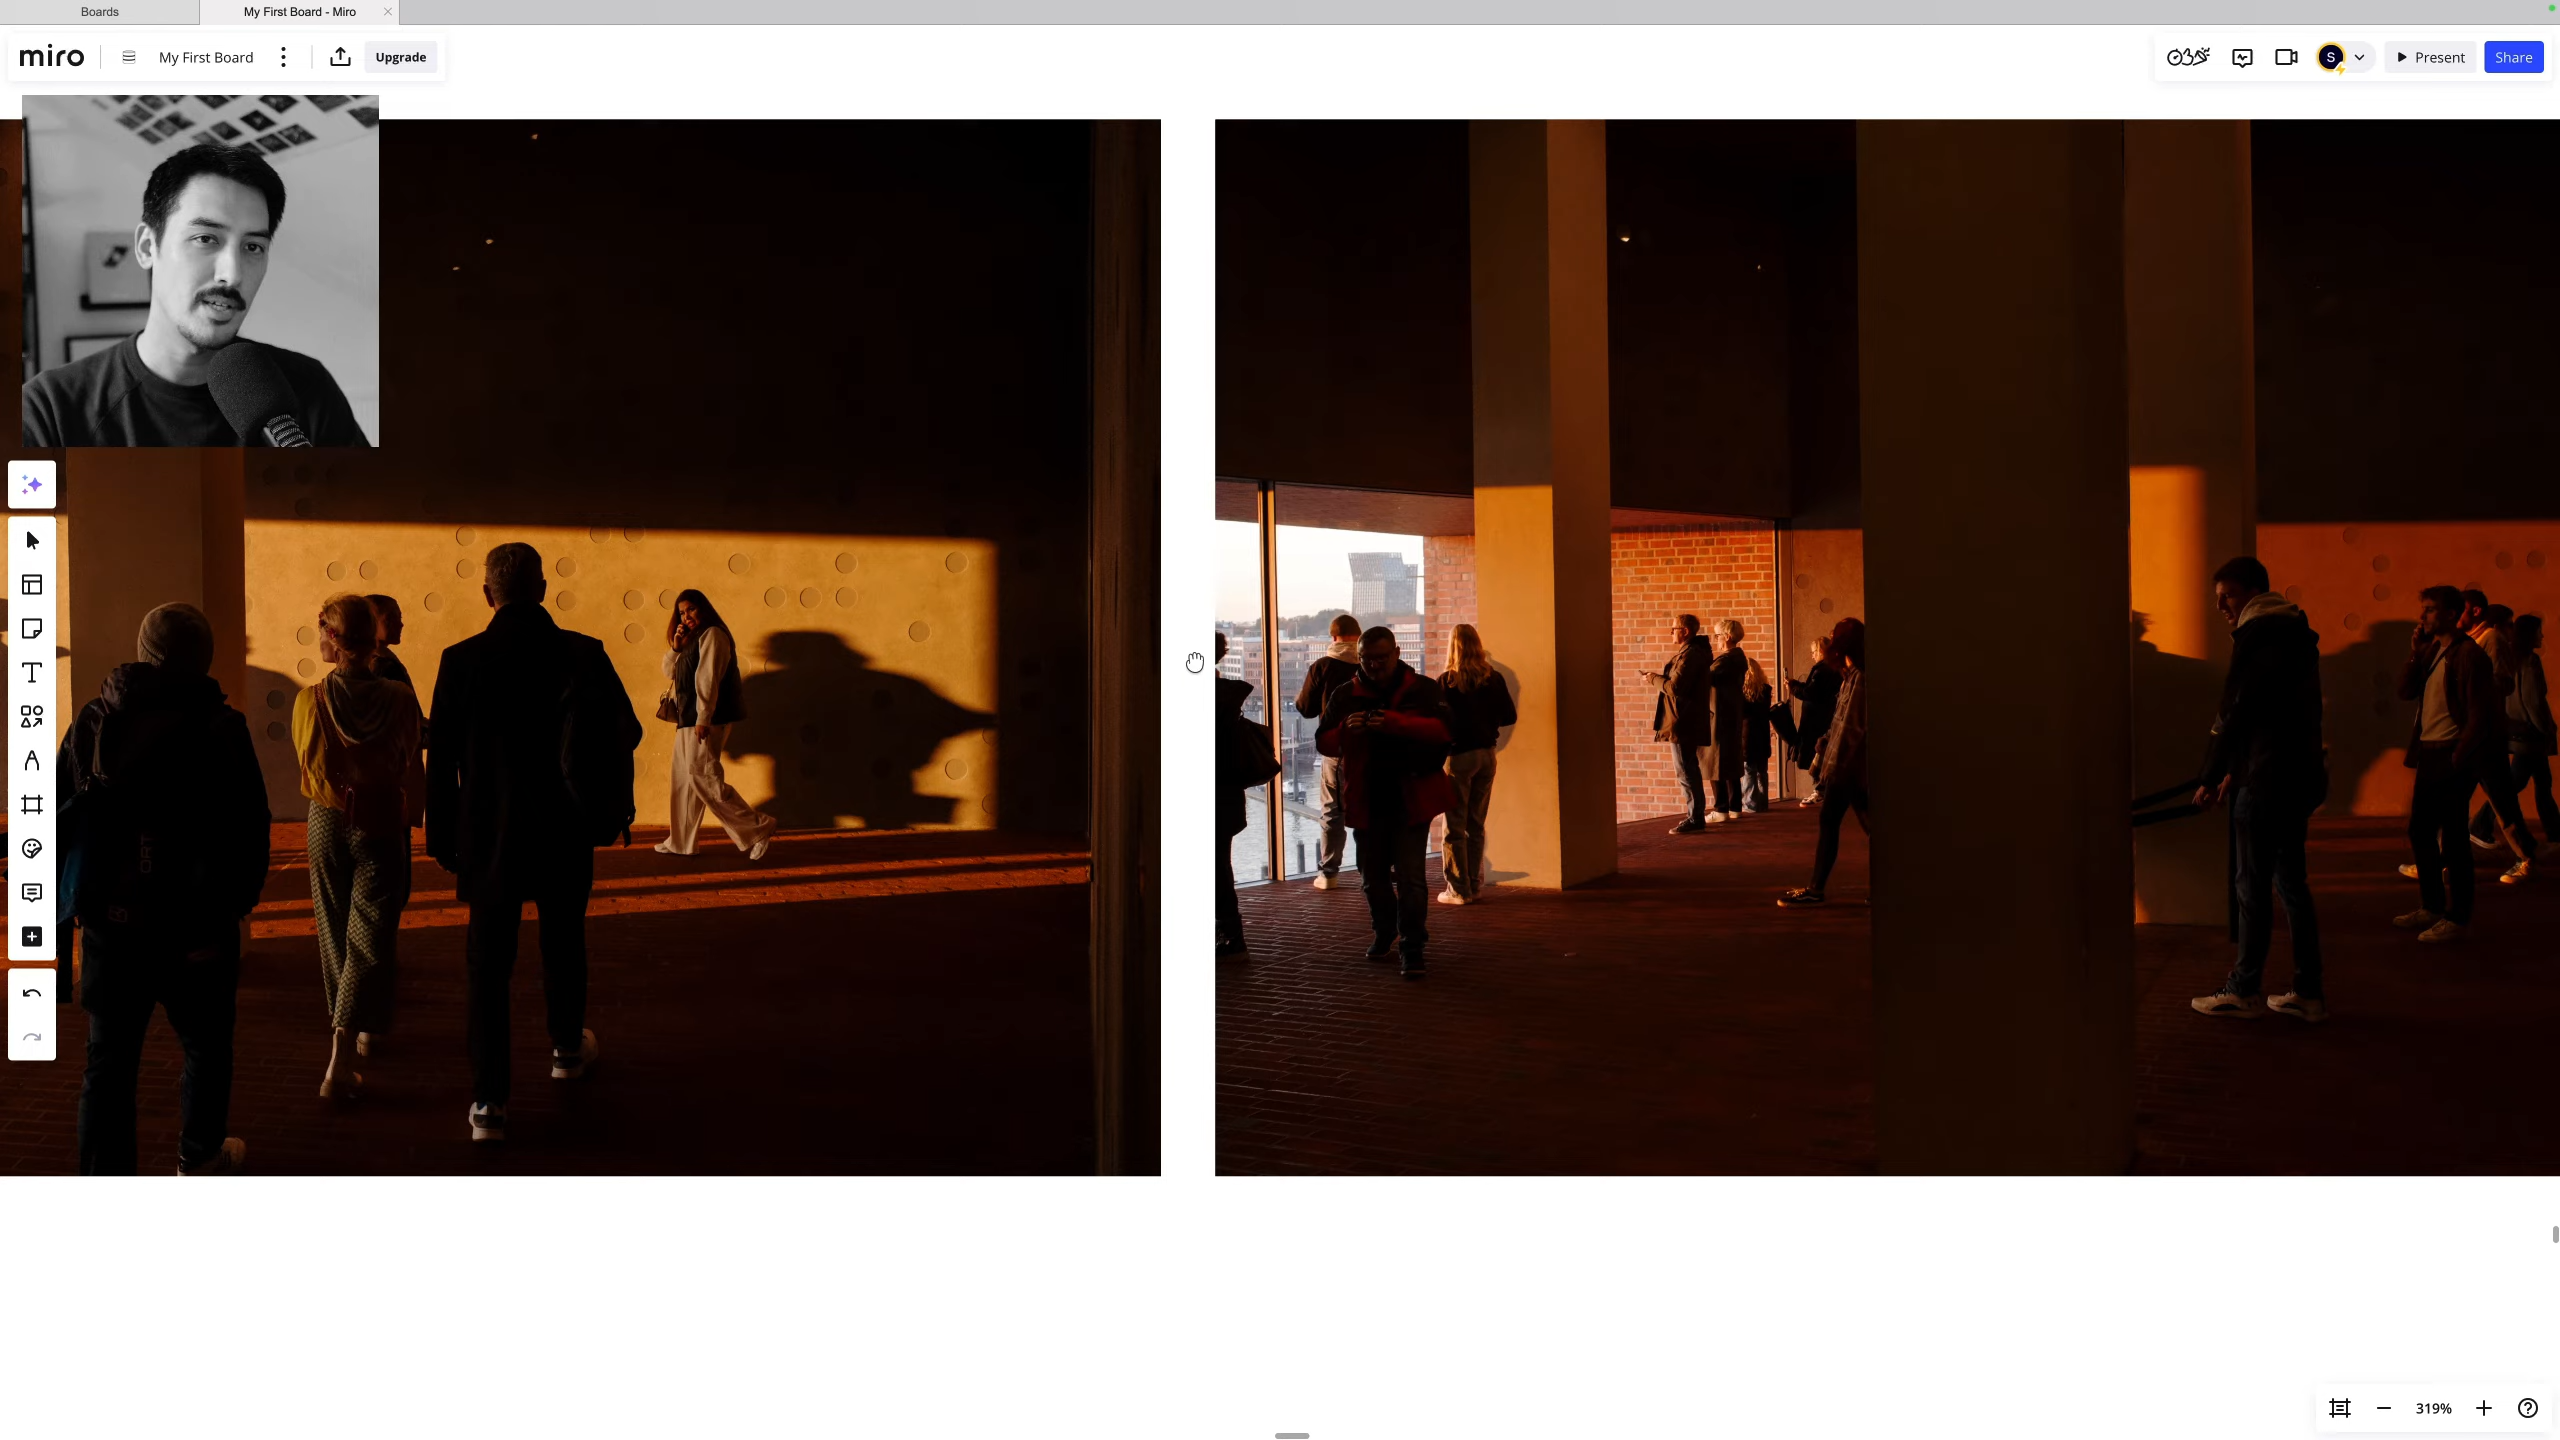 Boards
My First Board - Miro
miro
My First Board
Upgrade
S
Present
Share
319%